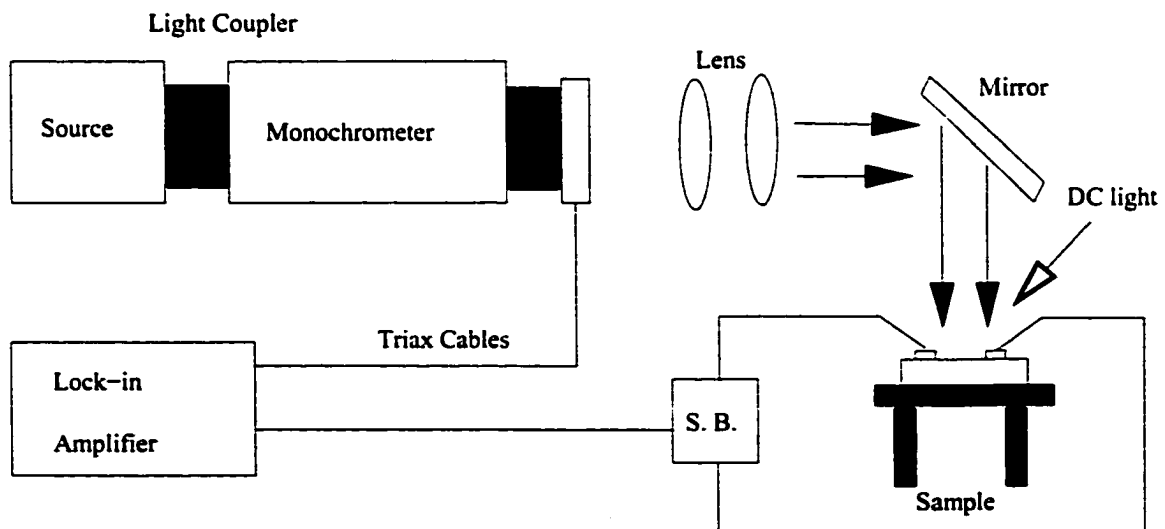 Light Coupler
Source
Monochrometer
Lens
Mirror
DC light
Triax Cables
Lock-in
Amplifier
S. B.
Sample